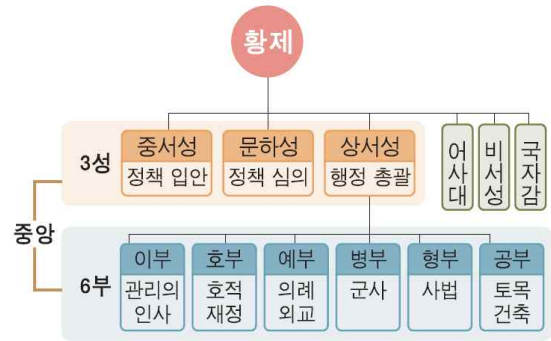 황제
3성
중서성
정책 입안
문하성
정책 심의
상서성
행정 총괄
어사대
비서성
국자감
중앙
6부
이부
관리의
인사
호부
호적
재정
예부
의례
외교
병부
군사
형부
사법
공부
토목
건축